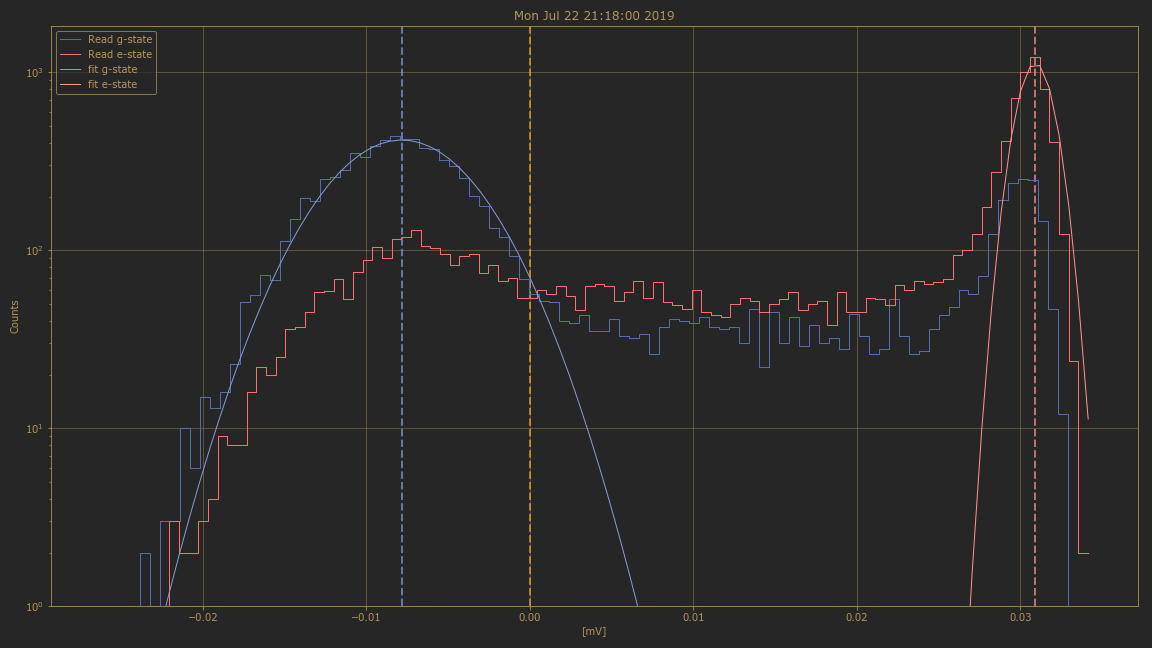 Mon Jul 22 21:18:00 2019
Read g-state
Read e-state
fit g-state
fit e-state
10³
10²
10¹
10⁰
Counts
−0.02 −0.01 0.00 0.01 0.02 0.03
[mV]